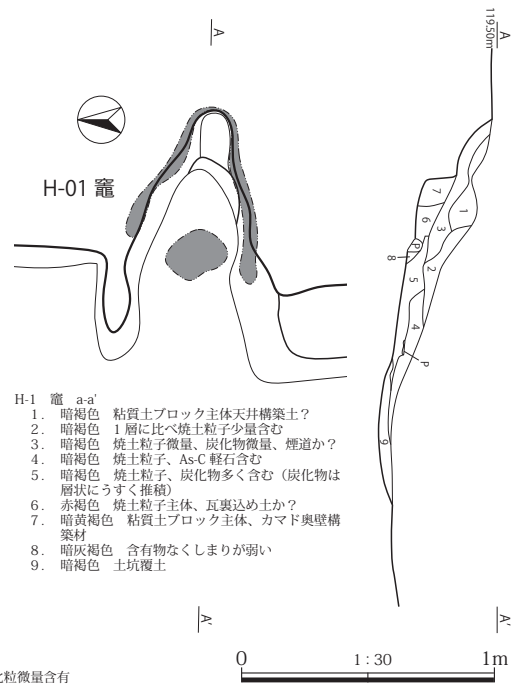 A
A
119.50m
H-01 竈
7
1
6
3
P
8
2
5
4
P
9
H-1 竈 a-a'
1. 暗褐色 粘質土ブロック主体天井構築土？
2. 暗褐色 1層に比べ焼土粒子少量含む
3. 暗褐色 焼土粒子微量、炭化物微量、煙道か？
4. 暗褐色 焼土粒子、As-C 軽石含む
5. 暗褐色 焼土粒子、炭化物多く含む（炭化物は
層状にうすく推積）
6. 赤褐色 焼土粒子主体、瓦裏込め土か？
7. 暗黄褐色 粘質土ブロック主体、カマド奥壁構
築材
8. 暗灰褐色 含有物なくしまりが弱い
9. 暗褐色 土坑覆土
A'
A'
0 1:30 1m
粒微量含有